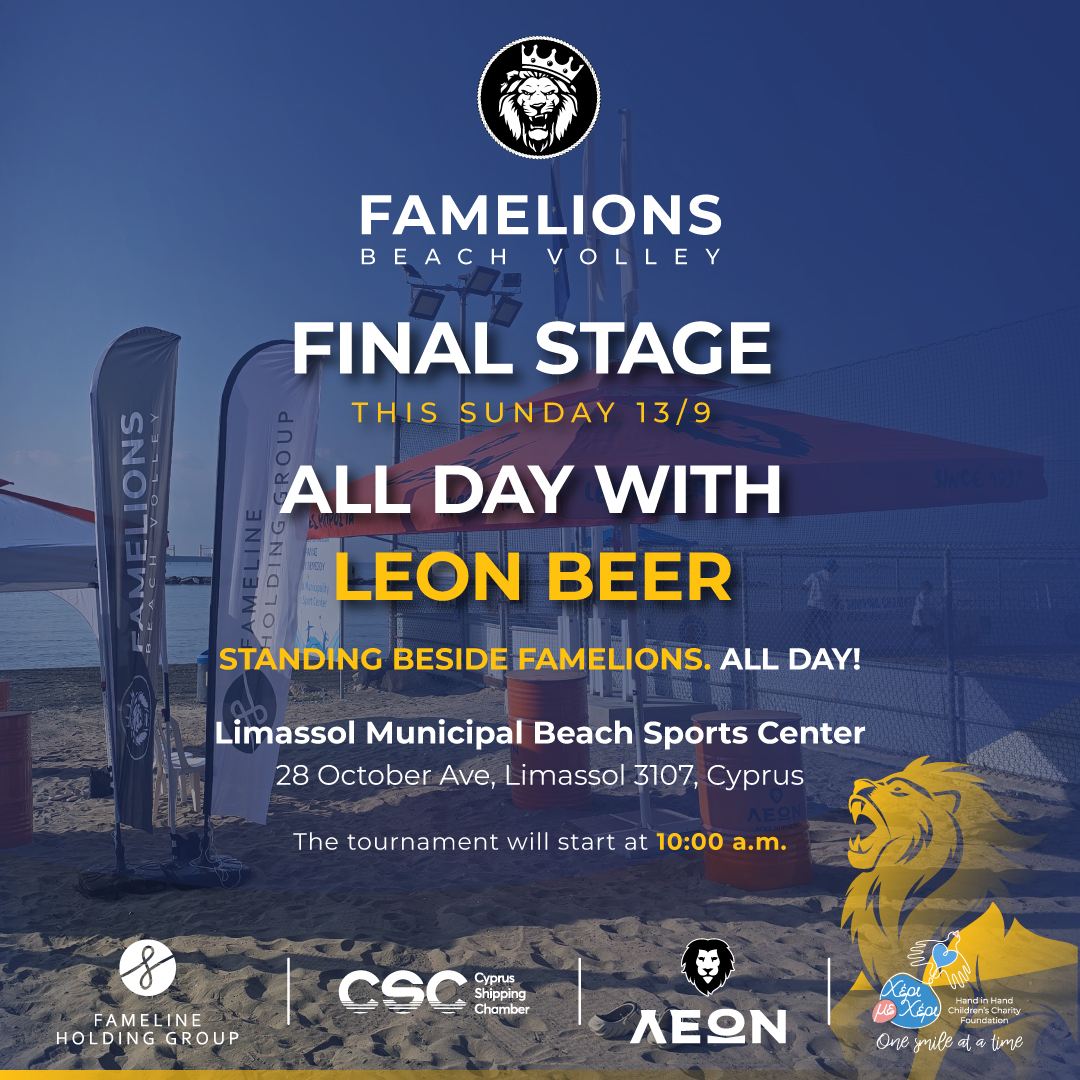 FAMELIONS
BEACH VOLLEY
FINAL STAGE
THIS SUNDAY 13/9
ALL DAY WITH
LEON BEER
STANDING BESIDE FAMELIONS. ALL DAY!
Limassol Municipal Beach Sports Center
28 October Ave, Limassol 3107, Cyprus
The tournament will start at 10:00 a.m.
FAMELIONS
BEACH VOLLEY
FAMELINE
HOLDING GROUP
SINCE 1937
ΛΕΩΝ
FAMELINE
HOLDING GROUP
CSC
Cyprus
Shipping
Chamber
ΛΕΩΝ
Χέρι
με Χέρι
Hand in Hand
Children's Charity
Foundation
One smile at a time